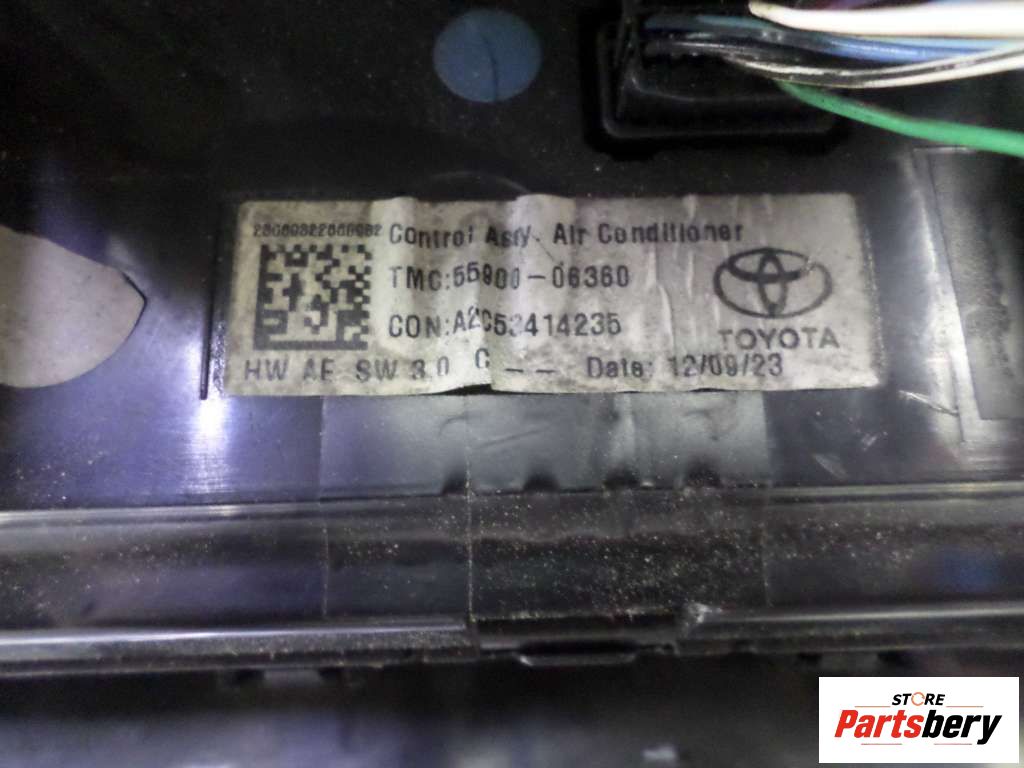 Control Assy. Air Conditioner
TMC:55900-06360
CON:A2C53414235
TOYOTA
HW AE SW 3.0 C -- Date: 12/09/23
STORE
Partsbery